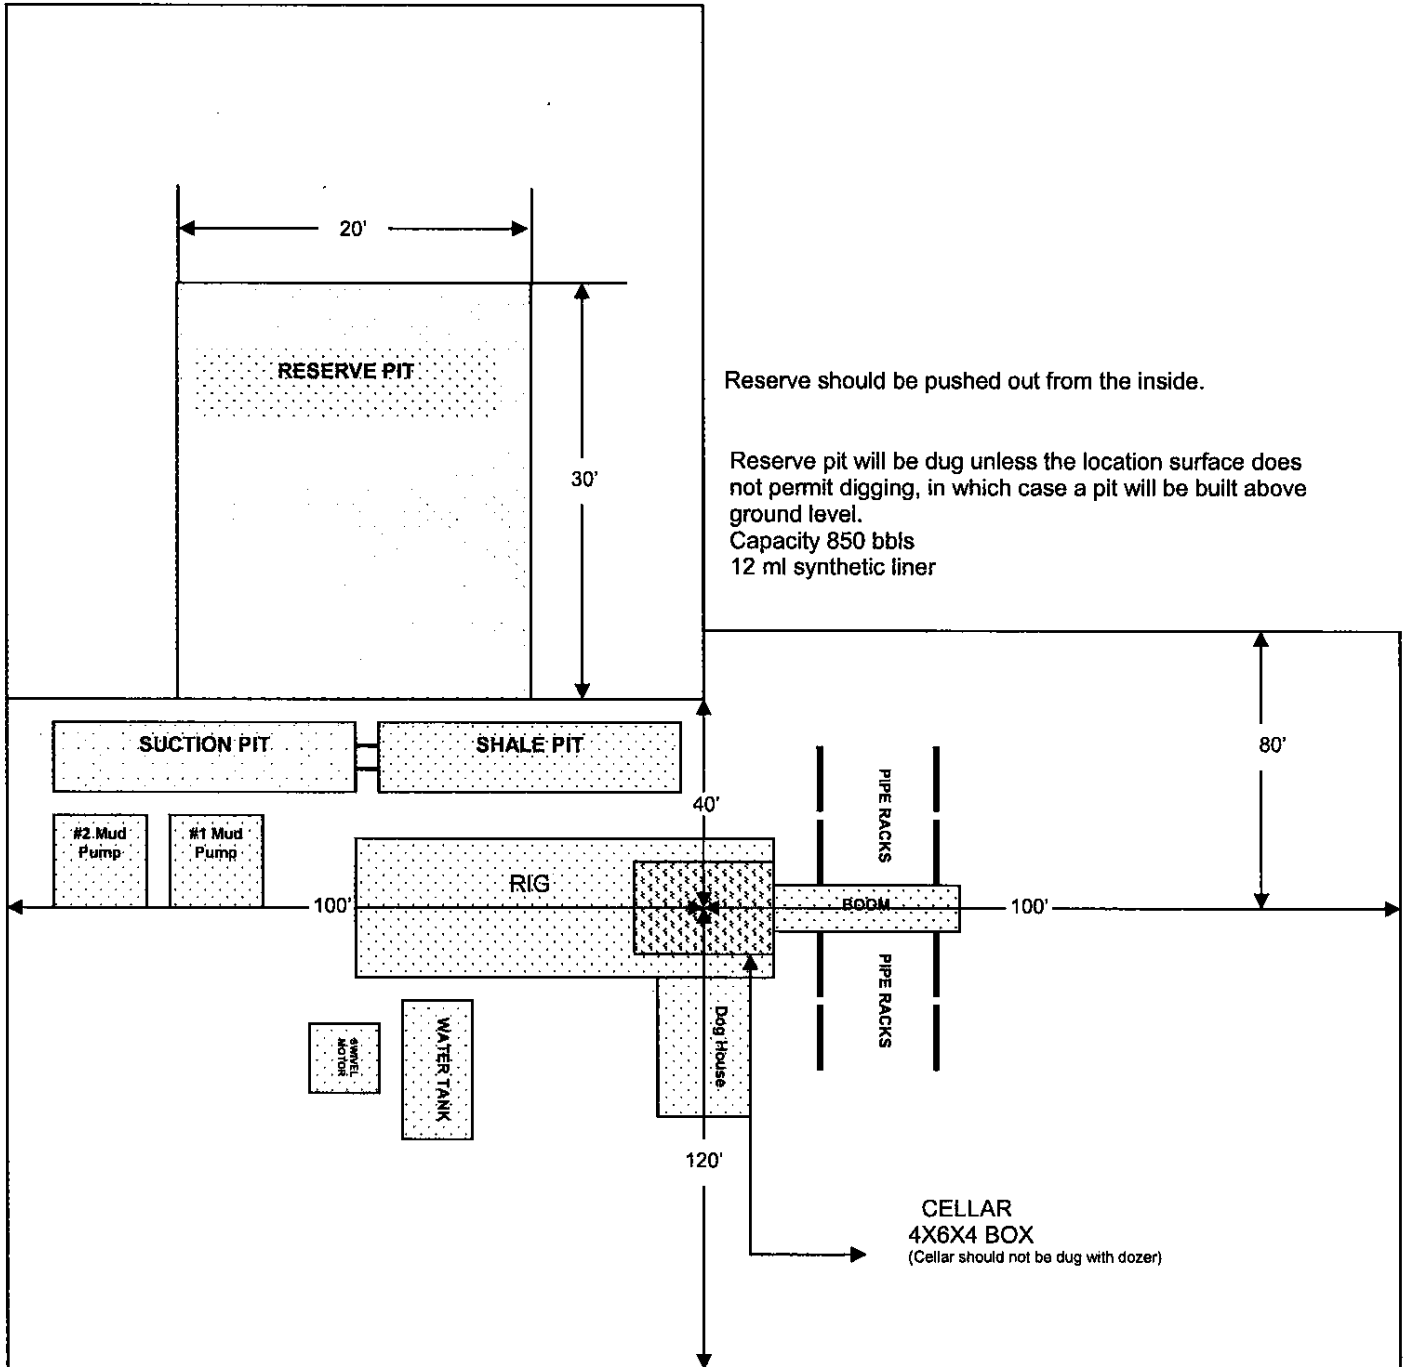 20'
RESERVE PIT
Reserve should be pushed out from the inside.
30'
Reserve pit will be dug unless the location surface does
not permit digging, in which case a pit will be built above
ground level.
Capacity 850 bbls
12 ml synthetic liner
SUCTION PIT
SHALE PIT
80'
40'
PIPE RACKS
#2 Mud
Pump
#1 Mud
Pump
RIG
100'
BOOM
100'
PIPE RACKS
SWIVEL
MOTOR
WATER TANK
Dog House
120'
CELLAR
4X6X4 BOX
(Cellar should not be dug with dozer)